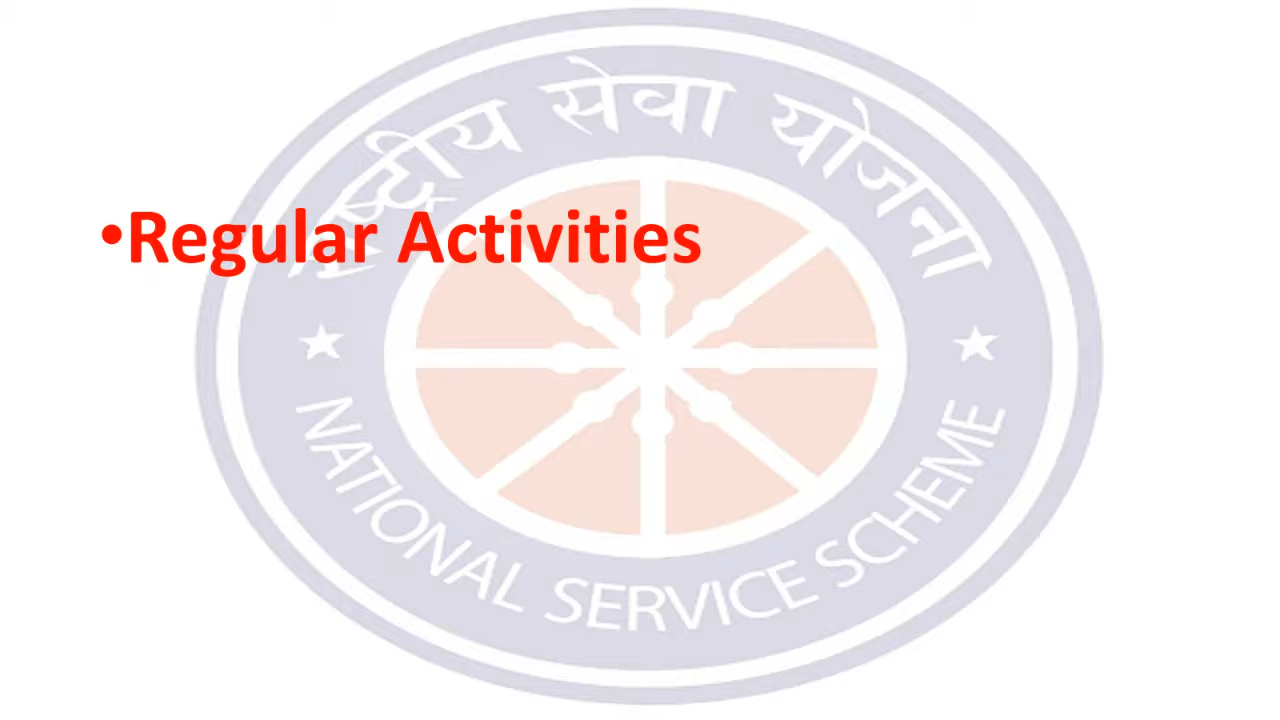 राष्ट्रीय सेवा योजना
•Regular Activities
NATIONAL SERVICE SCHEME